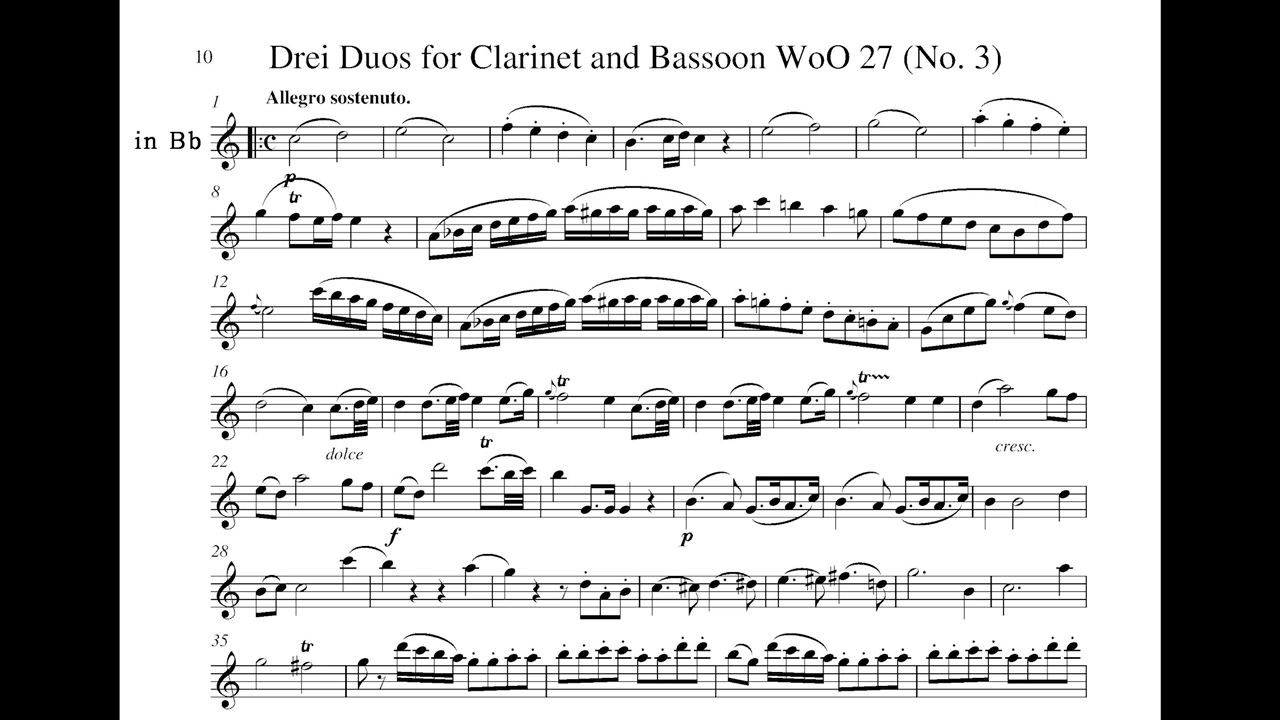 10 Drei Duos for Clarinet and Bassoon WoO 27 (No. 3)
Allegro sostenuto.
1
in Bb
p
8
tr
12
16
tr
tr
dolce
cresc.
22
tr
f
p
28
35
tr